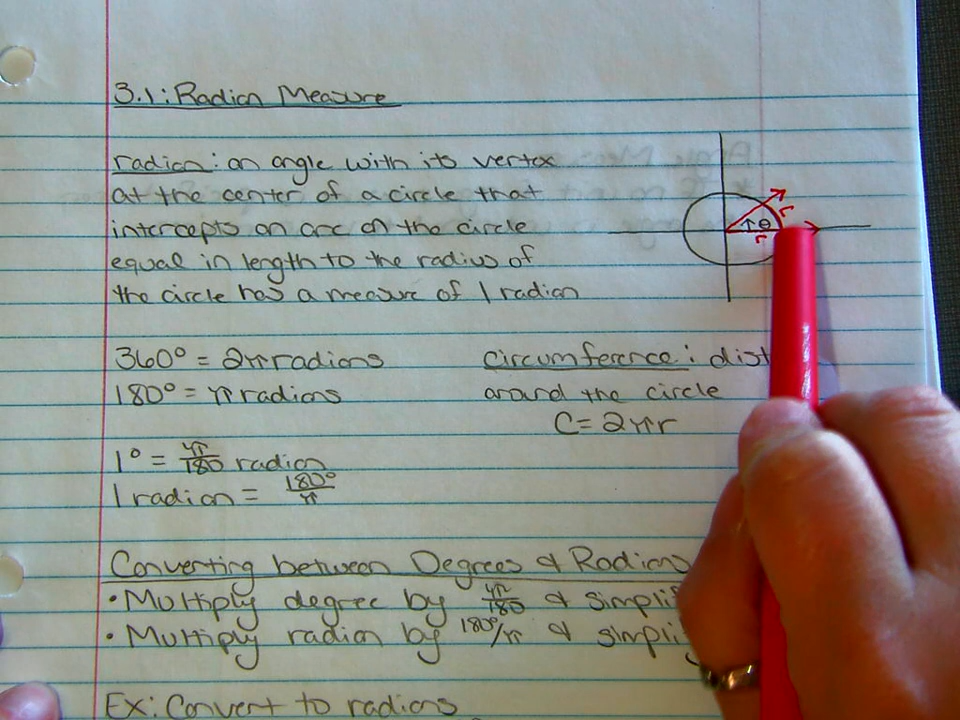 3.1: Radian Measure
radian: an angle with its vertex
at the center of a circle that
intercepts an arc on the circle
equal in length to the radius of
the circle has a measure of 1 radian
r
θ
r
360° = 2π radians
180° = π radians
circumference: dist
around the circle
C = 2πr
1° = π/180 radian
1 radian = 180°/π
Converting between Degrees & Radians
• Multiply degree by π/180 & simplif
• Multiply radian by 180°/π & simplif
Ex: Convert to radians